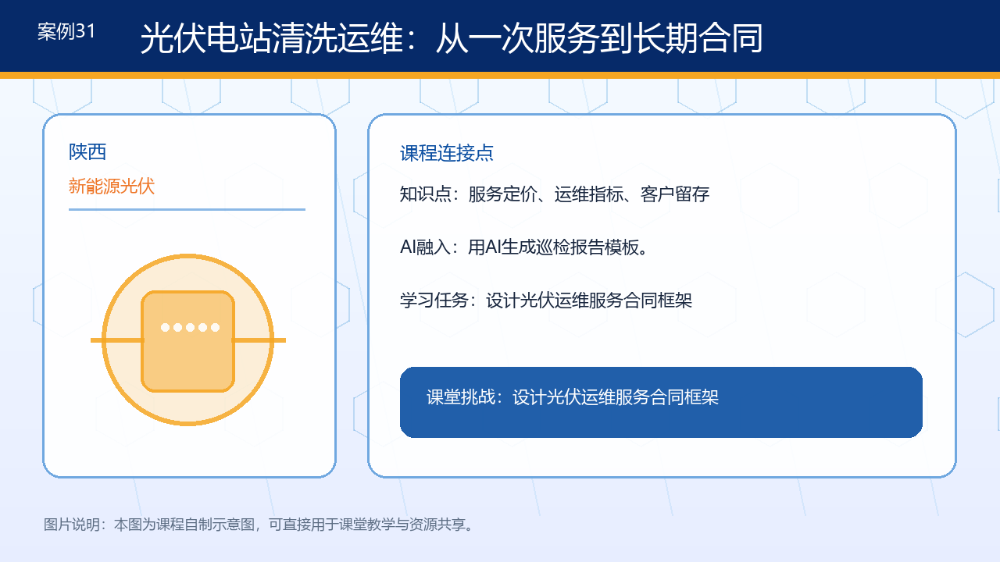 案例31
光伏电站清洗运维：从一次服务到长期合同
陕西
新能源光伏
课程连接点
知识点：服务定价、运维指标、客户留存
AI融入：用AI生成巡检报告模板。
学习任务：设计光伏运维服务合同框架
课堂挑战：设计光伏运维服务合同框架
图片说明：本图为课程自制示意图，可直接用于课堂教学与资源共享。